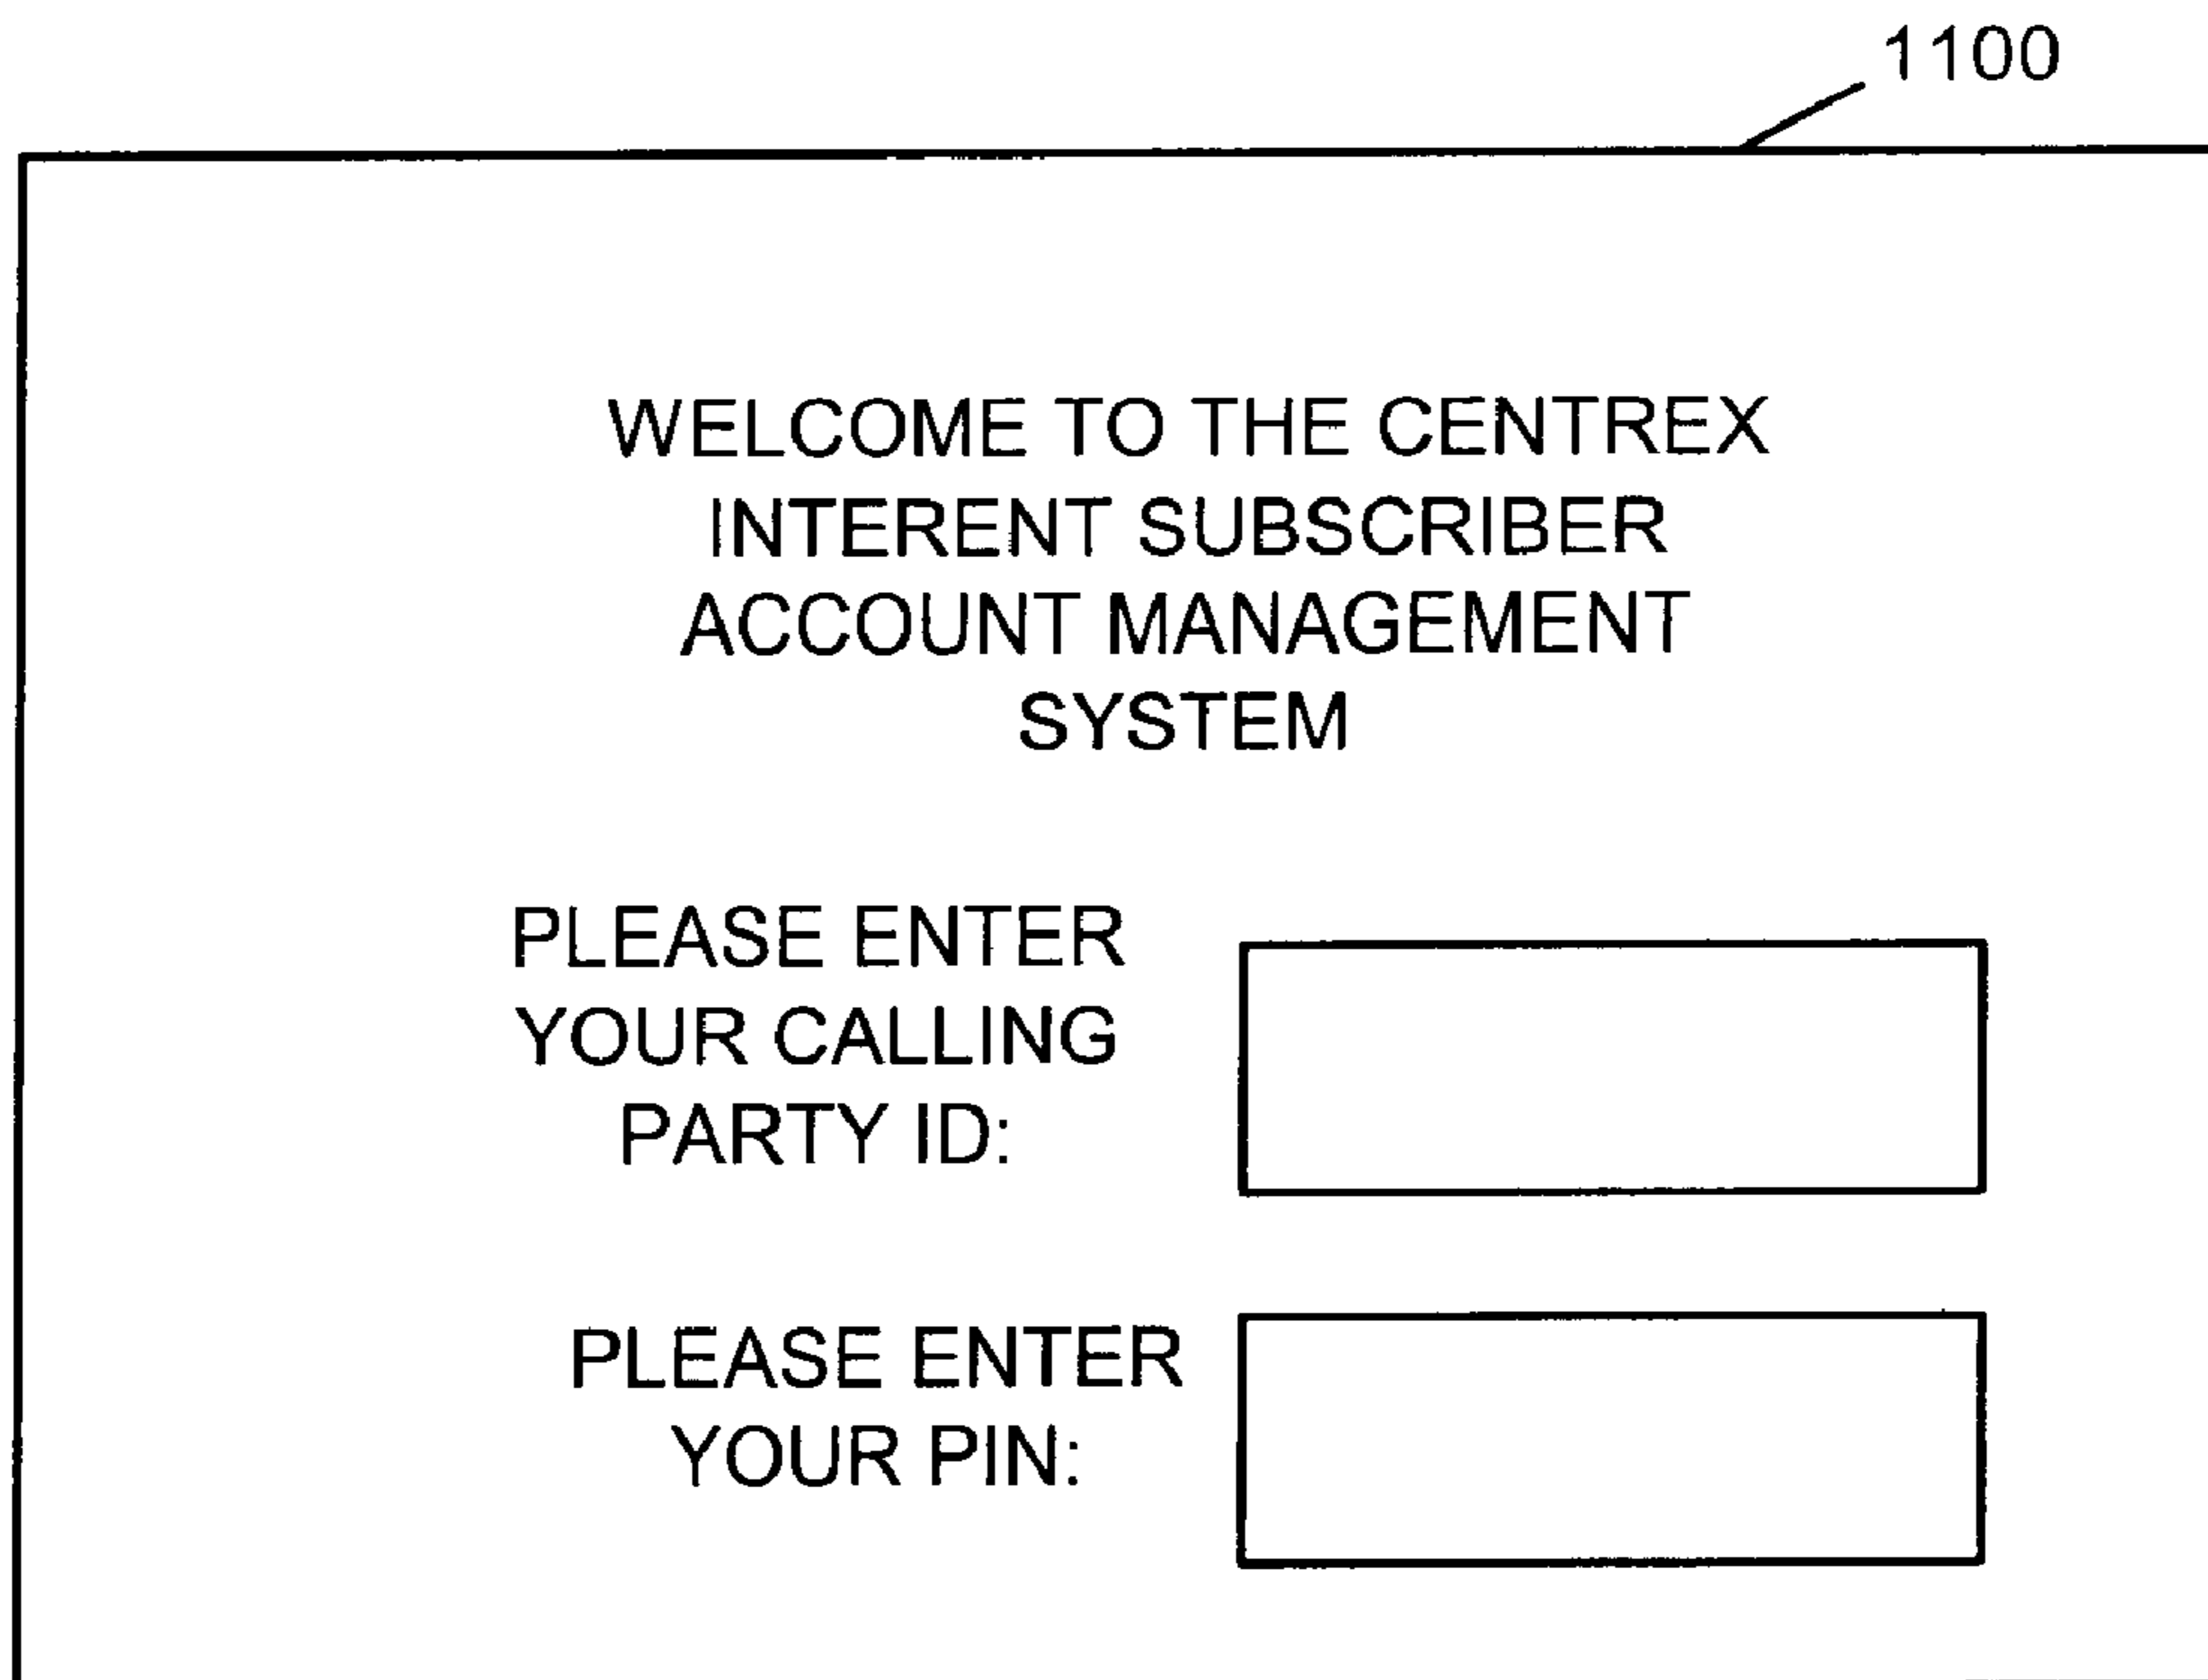 1100
WELCOME TO THE CENTREX
INTERENT SUBSCRIBER
ACCOUNT MANAGEMENT
SYSTEM
PLEASE ENTER
YOUR CALLING
PARTY ID:
PLEASE ENTER
YOUR PIN: